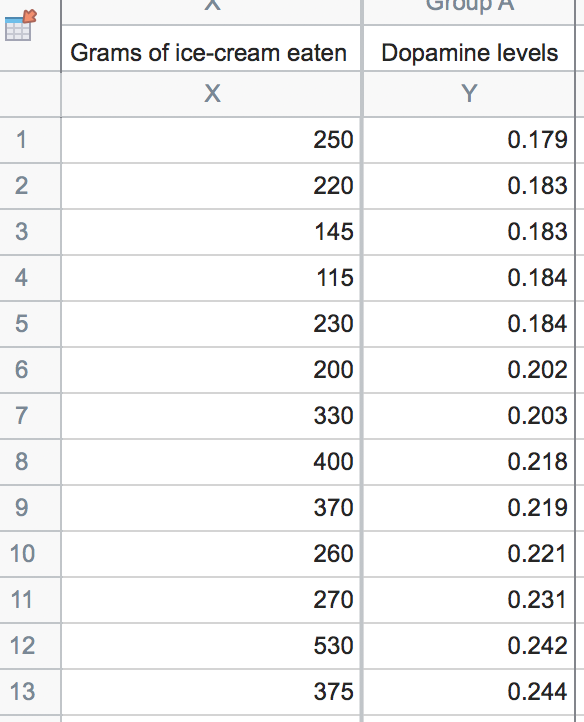 X Group A
Grams of ice-cream eaten Dopamine levels
X Y
1 250 0.179
2 220 0.183
3 145 0.183
4 115 0.184
5 230 0.184
6 200 0.202
7 330 0.203
8 400 0.218
9 370 0.219
10 260 0.221
11 270 0.231
12 530 0.242
13 375 0.244